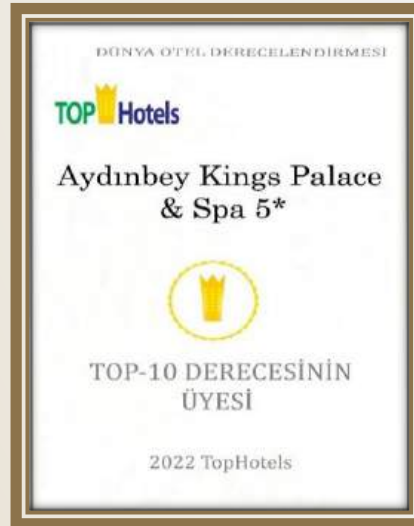 DÜNYA OTEL DERECELENDİRMESİ
TOP Hotels
Aydınbey Kings Palace
& Spa 5*
TOP-10 DERECESİNİN
ÜYESİ
2022 TopHotels